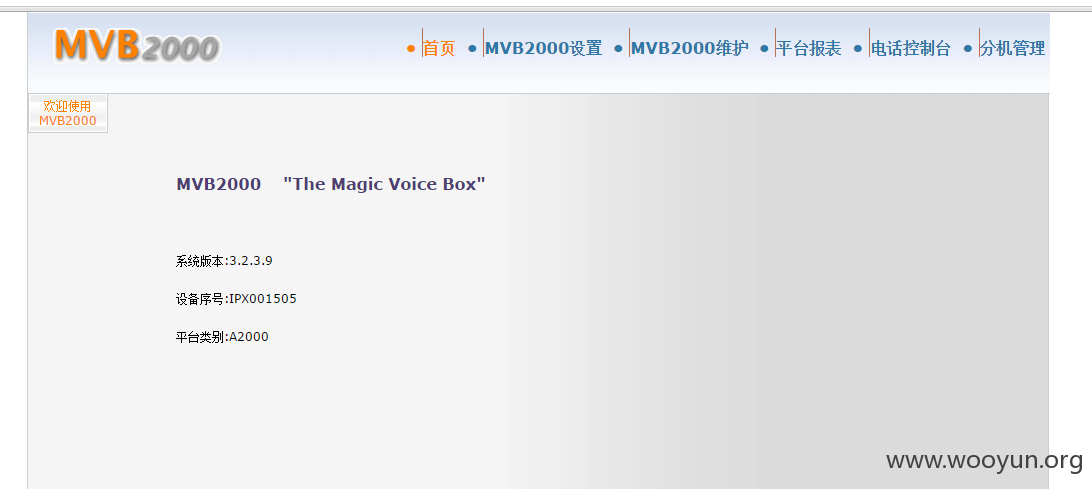 MVB2000
● 首页 ● MVB2000设置 ● MVB2000维护 ● 平台报表 ● 电话控制台 ● 分机管理
欢迎使用
MVB2000
MVB2000 "The Magic Voice Box"
系统版本:3.2.3.9
设备序号:IPX001505
平台类别:A2000
www.wooyun.org